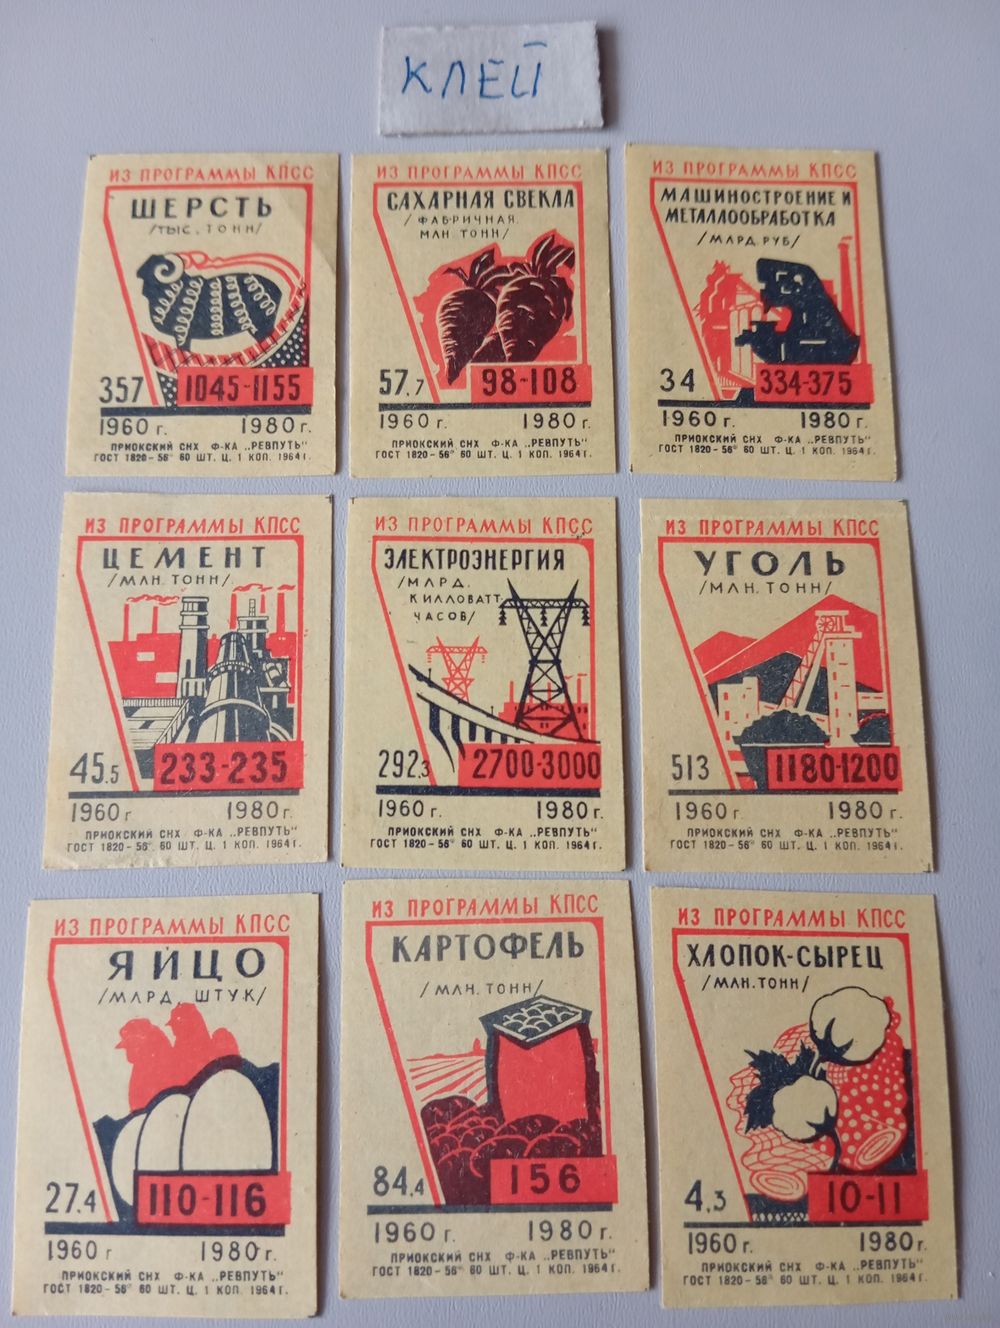 КЛЕЙ
ИЗ ПРОГРАММЫ КПСС
ШЕРСТЬ
/ТЫС. ТОНН/
357 1045-1155
1960 г. 1980 г.
ПРИОКСКИЙ СНХ Ф-КА „РЕВПУТЬ"
ГОСТ 1820-56° 60 ШТ. Ц. 1 КОП. 1964 г.
ИЗ ПРОГРАММЫ КПСС
САХАРНАЯ СВЕКЛА
/ФАБРИЧНАЯ
МЛН. ТОНН/
57,7 98-108
1960 г. 1980 г.
ПРИОКСКИЙ СНХ Ф-КА „РЕВПУТЬ"
ГОСТ 1820-56° 60 ШТ. Ц. 1 КОП. 1964 г.
ИЗ ПРОГРАММЫ КПСС
МАШИНОСТРОЕНИЕ И
МЕТАЛЛООБРАБОТКА
/МЛРД. РУБ/
34 334-375
1960 г. 1980 г.
ПРИОКСКИЙ СНХ Ф-КА „РЕВПУТЬ"
ГОСТ 1820-56° 60 ШТ. Ц. 1 КОП. 1964 г.
ИЗ ПРОГРАММЫ КПСС
ЦЕМЕНТ
/МЛН. ТОНН/
45.5 233-235
1960 г 1980 г.
ПРИОКСКИЙ СНХ Ф-КА „РЕВПУТЬ"
ГОСТ 1820-56° 60 ШТ. Ц. 1 КОП. 1964 г.
ИЗ ПРОГРАММЫ КПСС
ЭЛЕКТРОЭНЕРГИЯ
/МЛРД.
КИЛЛОВАТТ
ЧАСОВ/
292,3 2700-3000
1960 г. 1980 г.
ПРИОКСКИЙ СНХ Ф-КА „РЕВПУТЬ"
ГОСТ 1820-56° 60 ШТ. Ц. 1 КОП. 1964 г.
ИЗ ПРОГРАММЫ КПСС
УГОЛЬ
/МЛН. ТОНН/
513 1180-1200
1960 г. 1980 г.
ПРИОКСКИЙ СНХ Ф-КА „РЕВПУТЬ"
ГОСТ 1820-56° 60 ШТ. Ц. 1 КОП. 1964 г.
ИЗ ПРОГРАММЫ КПСС
ЯЙЦО
/МЛРД. ШТУК/
27.4 110-116
1960 г 1980 г.
ПРИОКСКИЙ СНХ Ф-КА „РЕВПУТЬ"
ГОСТ 1820-56° 60 ШТ. Ц. 1 КОП. 1964 г.
ИЗ ПРОГРАММЫ КПСС
КАРТОФЕЛЬ
/МЛН. ТОНН/
84,4 156
1960 г. 1980 г.
ПРИОКСКИЙ СНХ Ф-КА „РЕВПУТЬ"
ГОСТ 1820-56° 60 ШТ. Ц. 1 КОП. 1964 г.
ИЗ ПРОГРАММЫ КПСС
ХЛОПОК-СЫРЕЦ
/МЛН. ТОНН/
4,3 10-11
1960 г. 1980 г.
ПРИОКСКИЙ СНХ Ф-КА „РЕВПУТЬ"
ГОСТ 1820-56° 60 ШТ. Ц. 1 КОП. 1964 г.